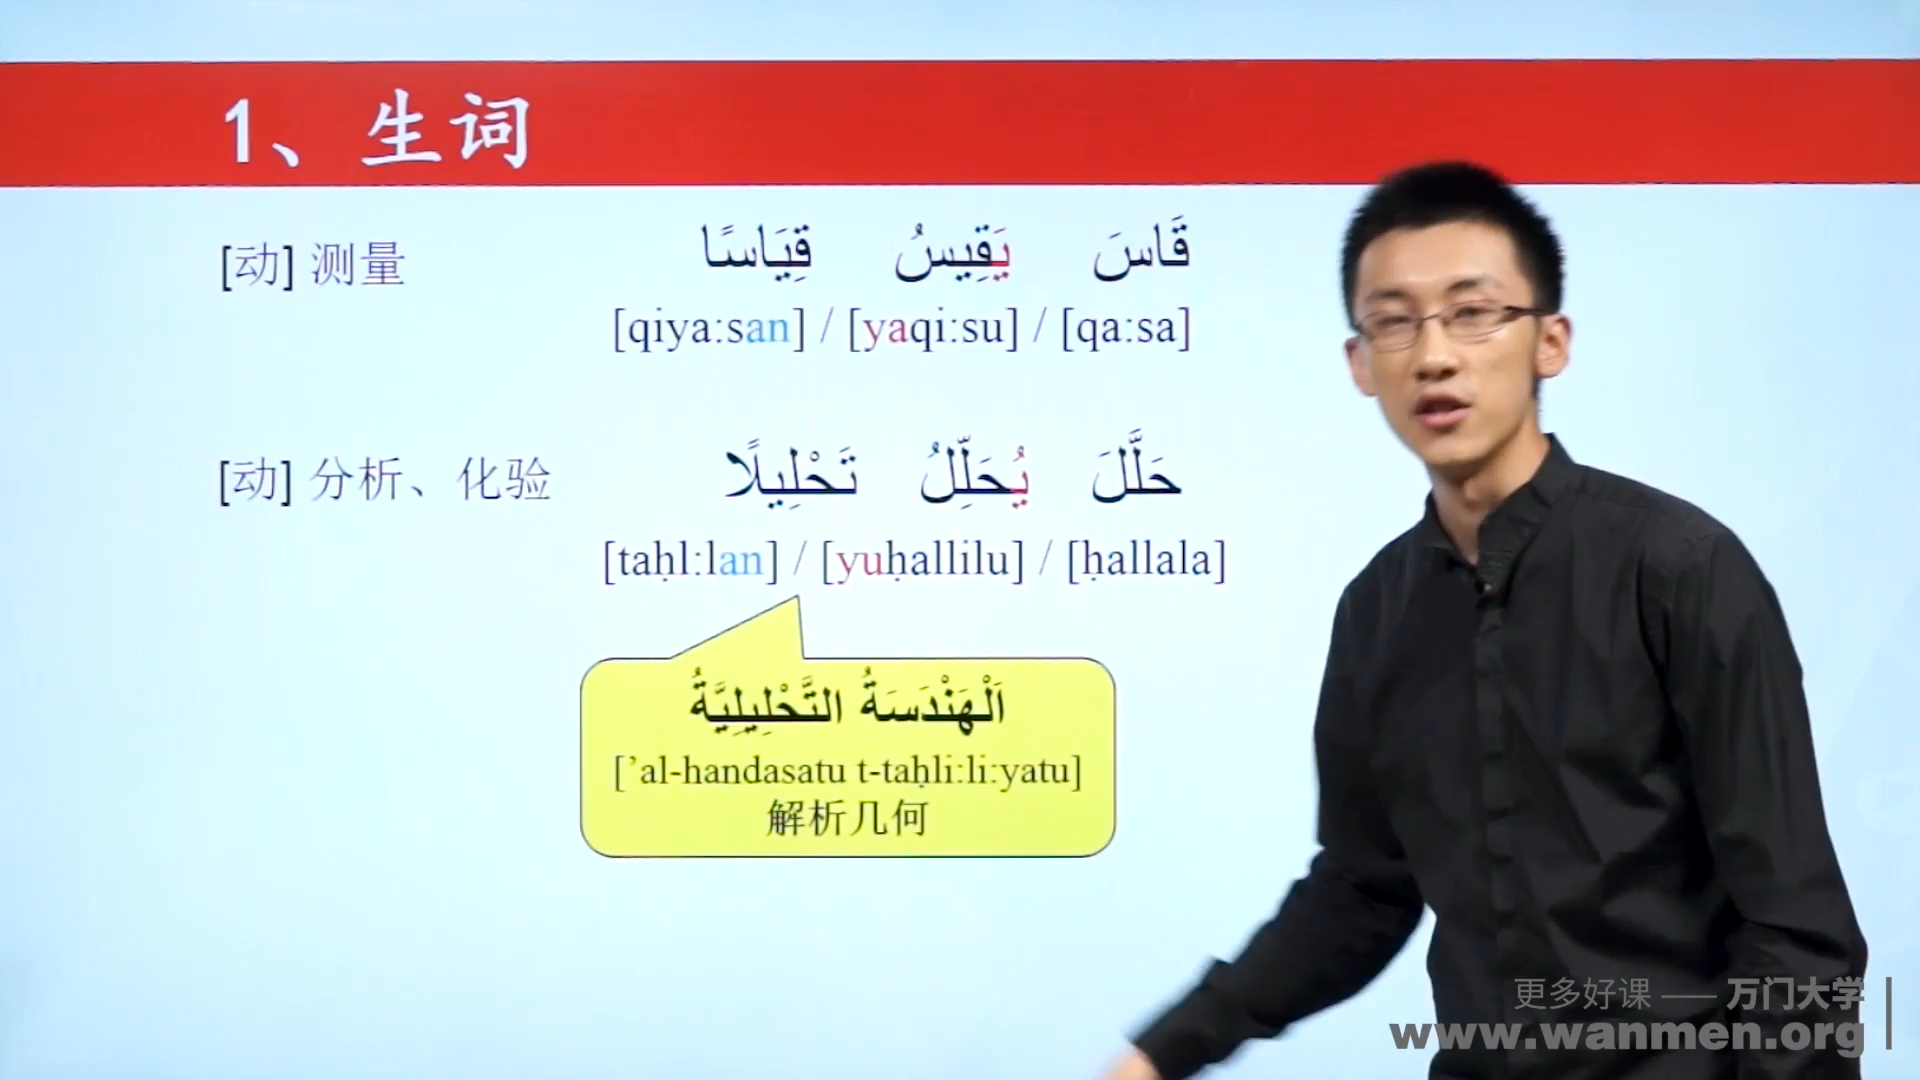 1、生词
[动] 测量
قَاسَ يَقِيسُ قِيَاسًا
[qiya:san] / [yaqi:su] / [qa:sa]
[动] 分析、化验
حَلَّلَ يُحَلِّلُ تَحْلِيلًا
[taḥl:lan] / [yuḥallilu] / [ḥallala]
اَلْهَنْدَسَةُ التَّحْلِيلِيَّةُ
[’al-handasatu t-taḥli:li:yatu]
解析几何
更多好课 —— 万门大学
www.wanmen.org